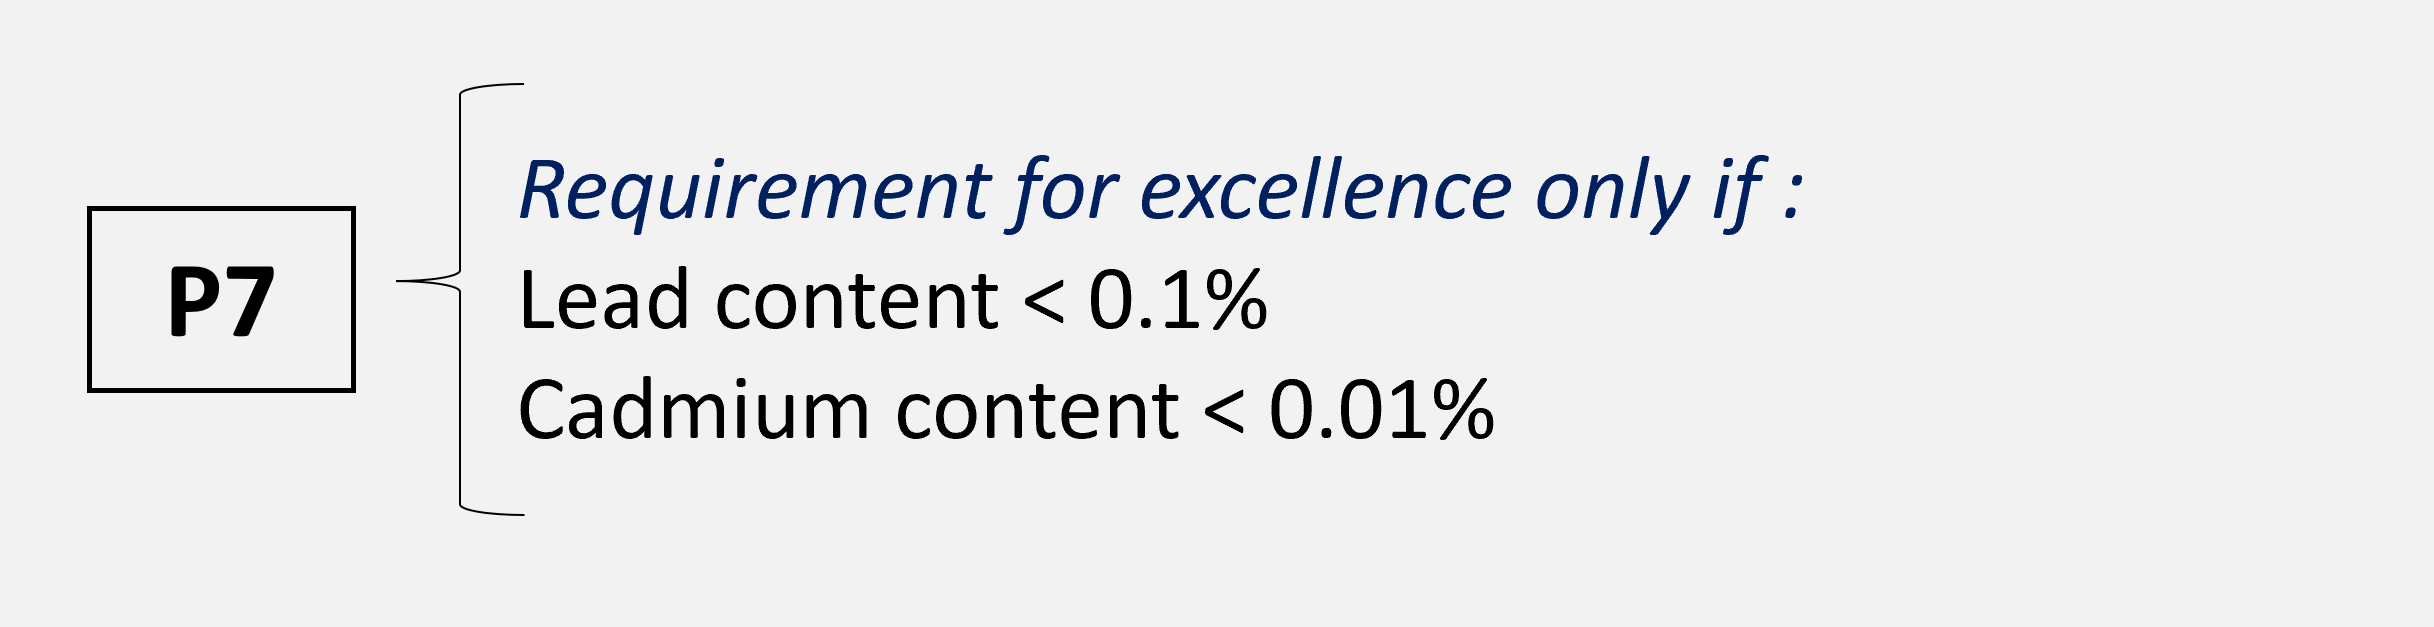 P7
Requirement for excellence only if :
Lead content < 0.1%
Cadmium content < 0.01%